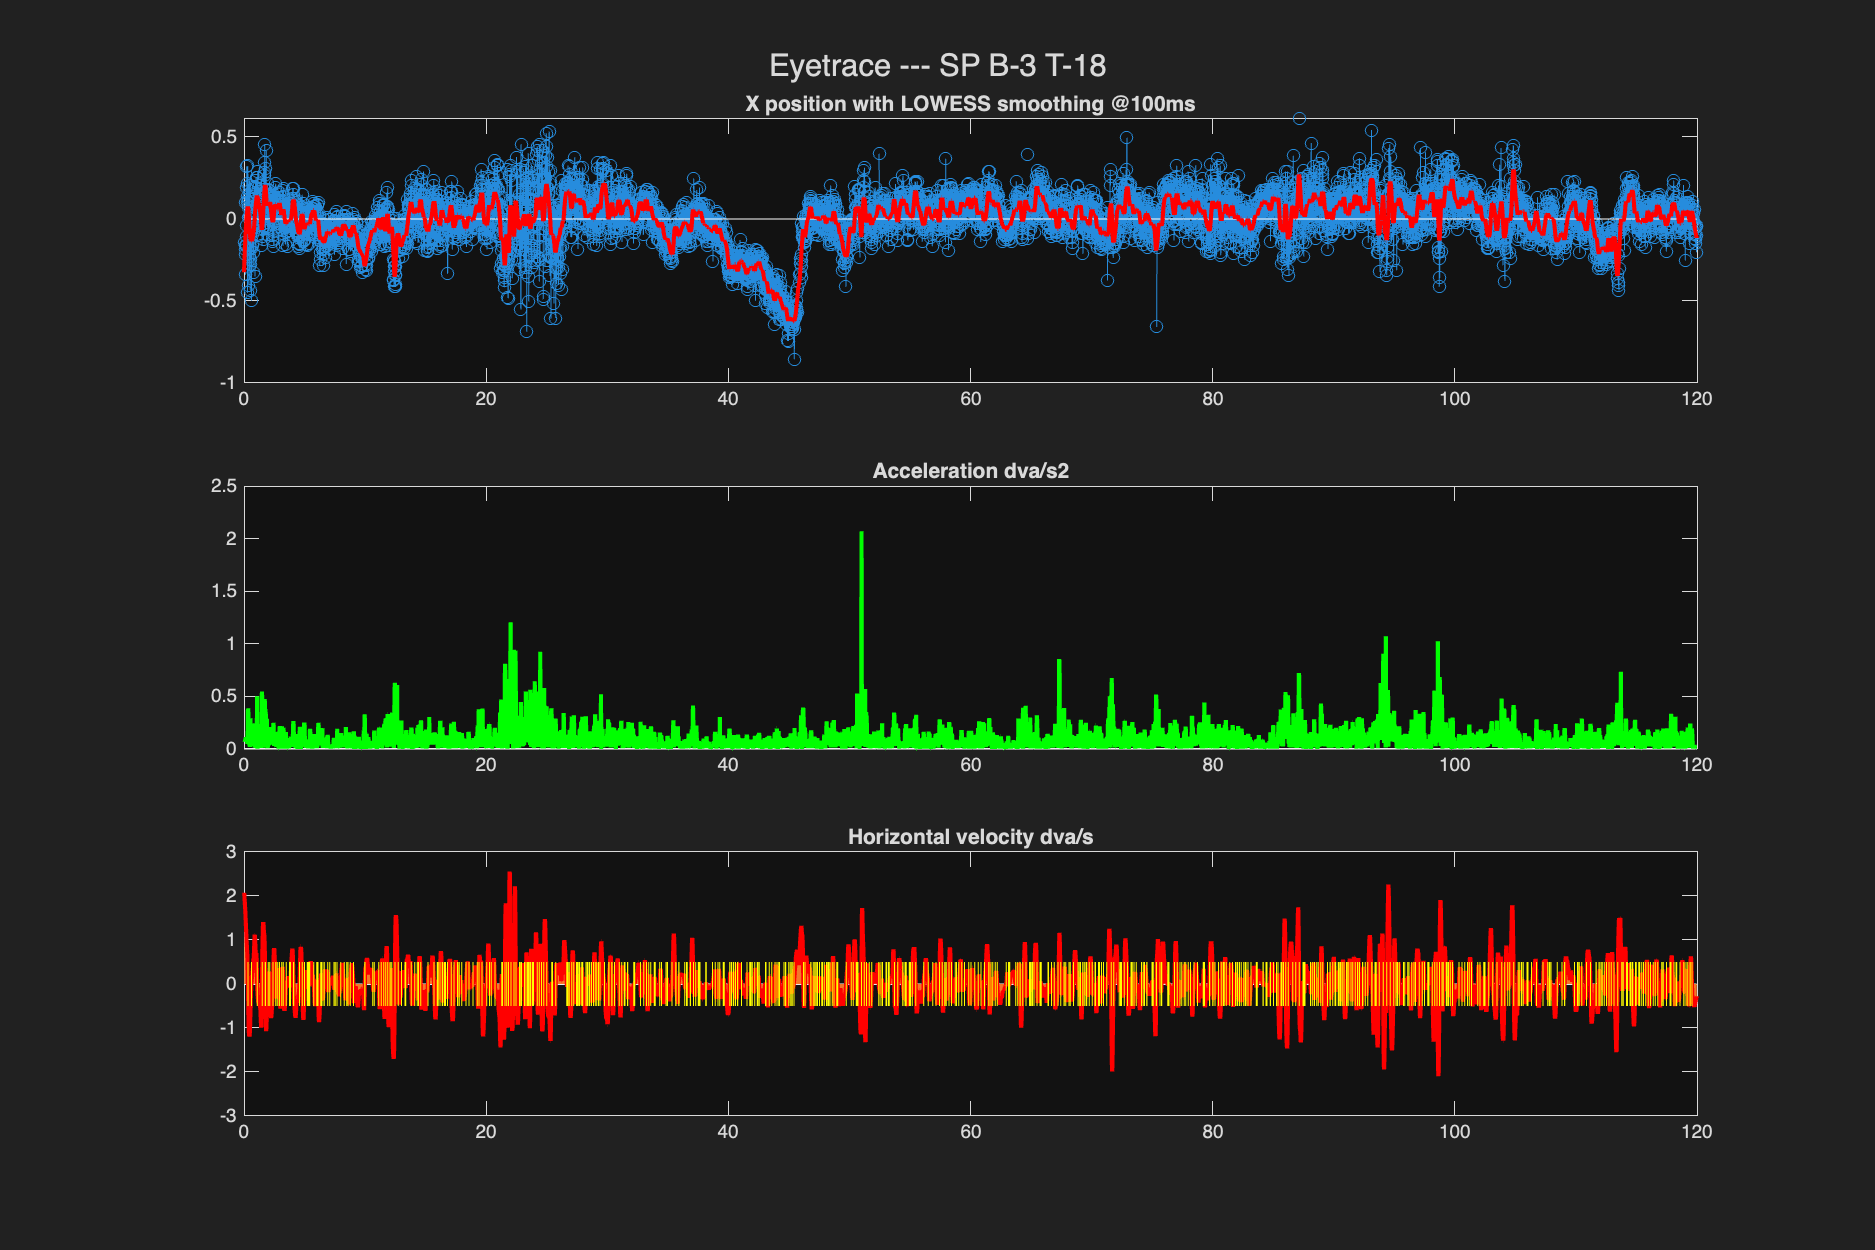 Eyetrace --- SP B-3 T-18
X position with LOWESS smoothing @100ms
0.5
0
-0.5
-1
0 20 40 60 80 100 120
Acceleration dva/s2
2.5
2
1.5
1
0.5
0
0 20 40 60 80 100 120
Horizontal velocity dva/s
3
2
1
0
-1
-2
-3
0 20 40 60 80 100 120